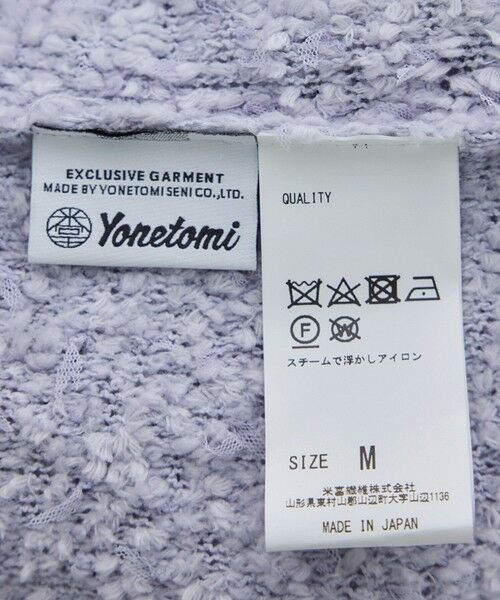 EXCLUSIVE GARMENT
MADE BY YONETOMI SENI CO.,LTD.
Yonetomi
QUALITY
F
W
スチームで浮かしアイロン
SIZE M
米富繊維株式会社
山形県東村山郡山辺町大字山辺1136
MADE IN JAPAN